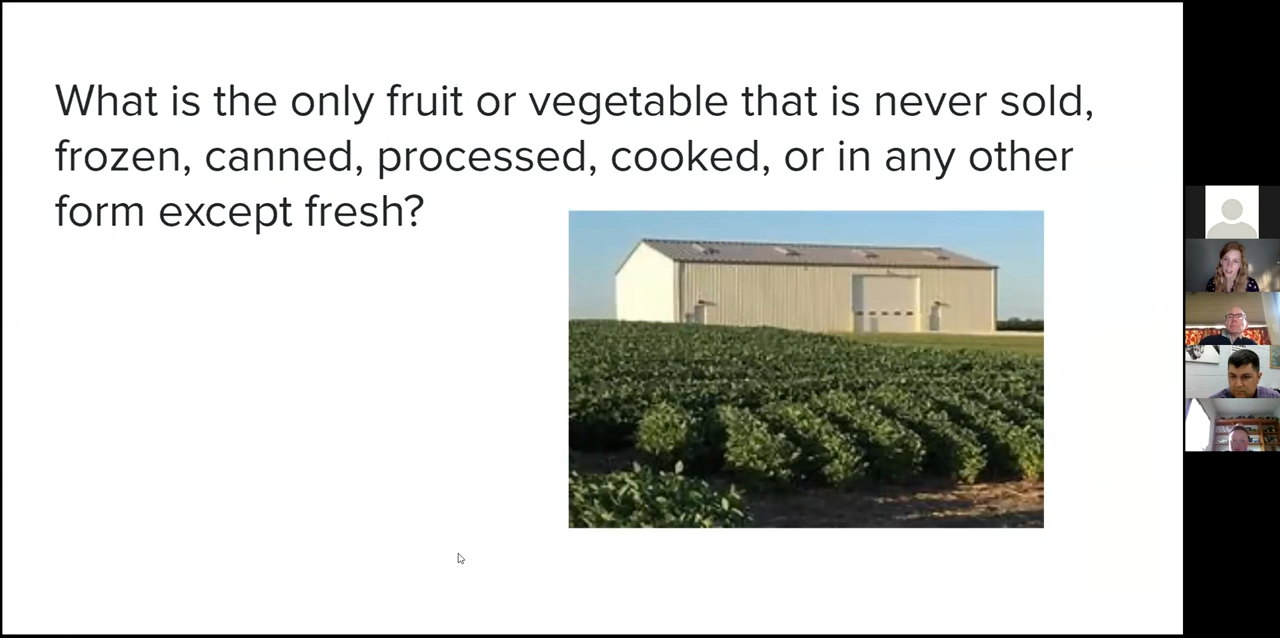 What is the only fruit or vegetable that is never sold,
frozen, canned, processed, cooked, or in any other
form except fresh?